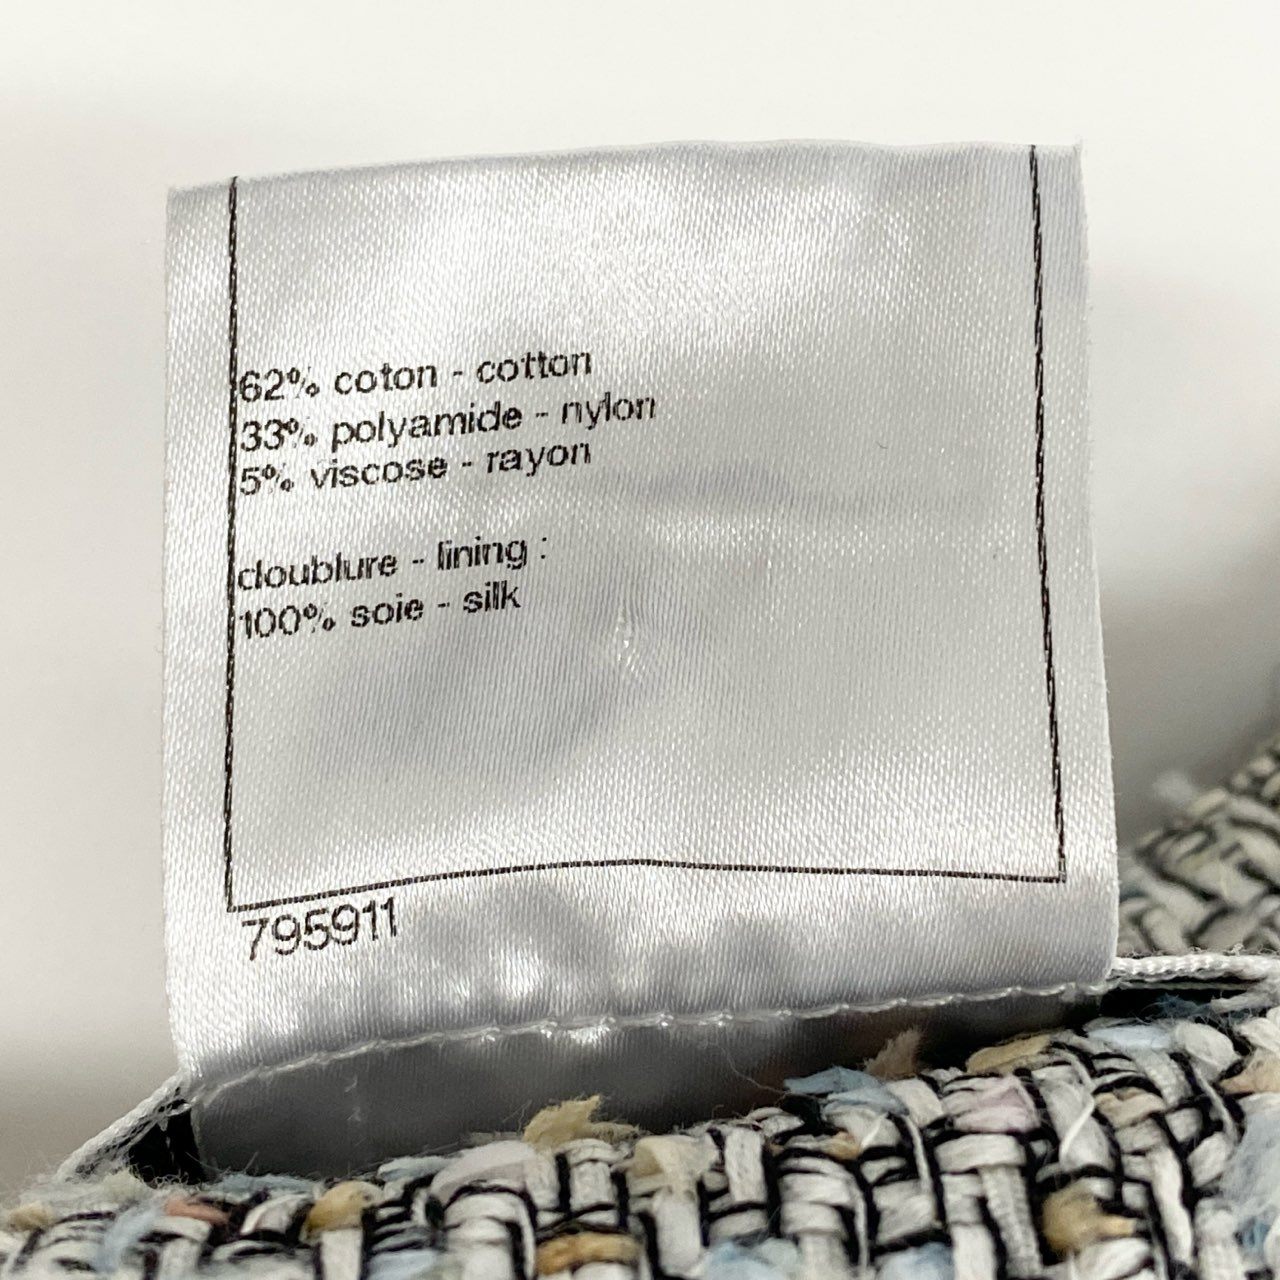 62% coton - cotton
33% polyamide - nylon
5% viscose - rayon
doublure - lining :
100% soie - silk
795911